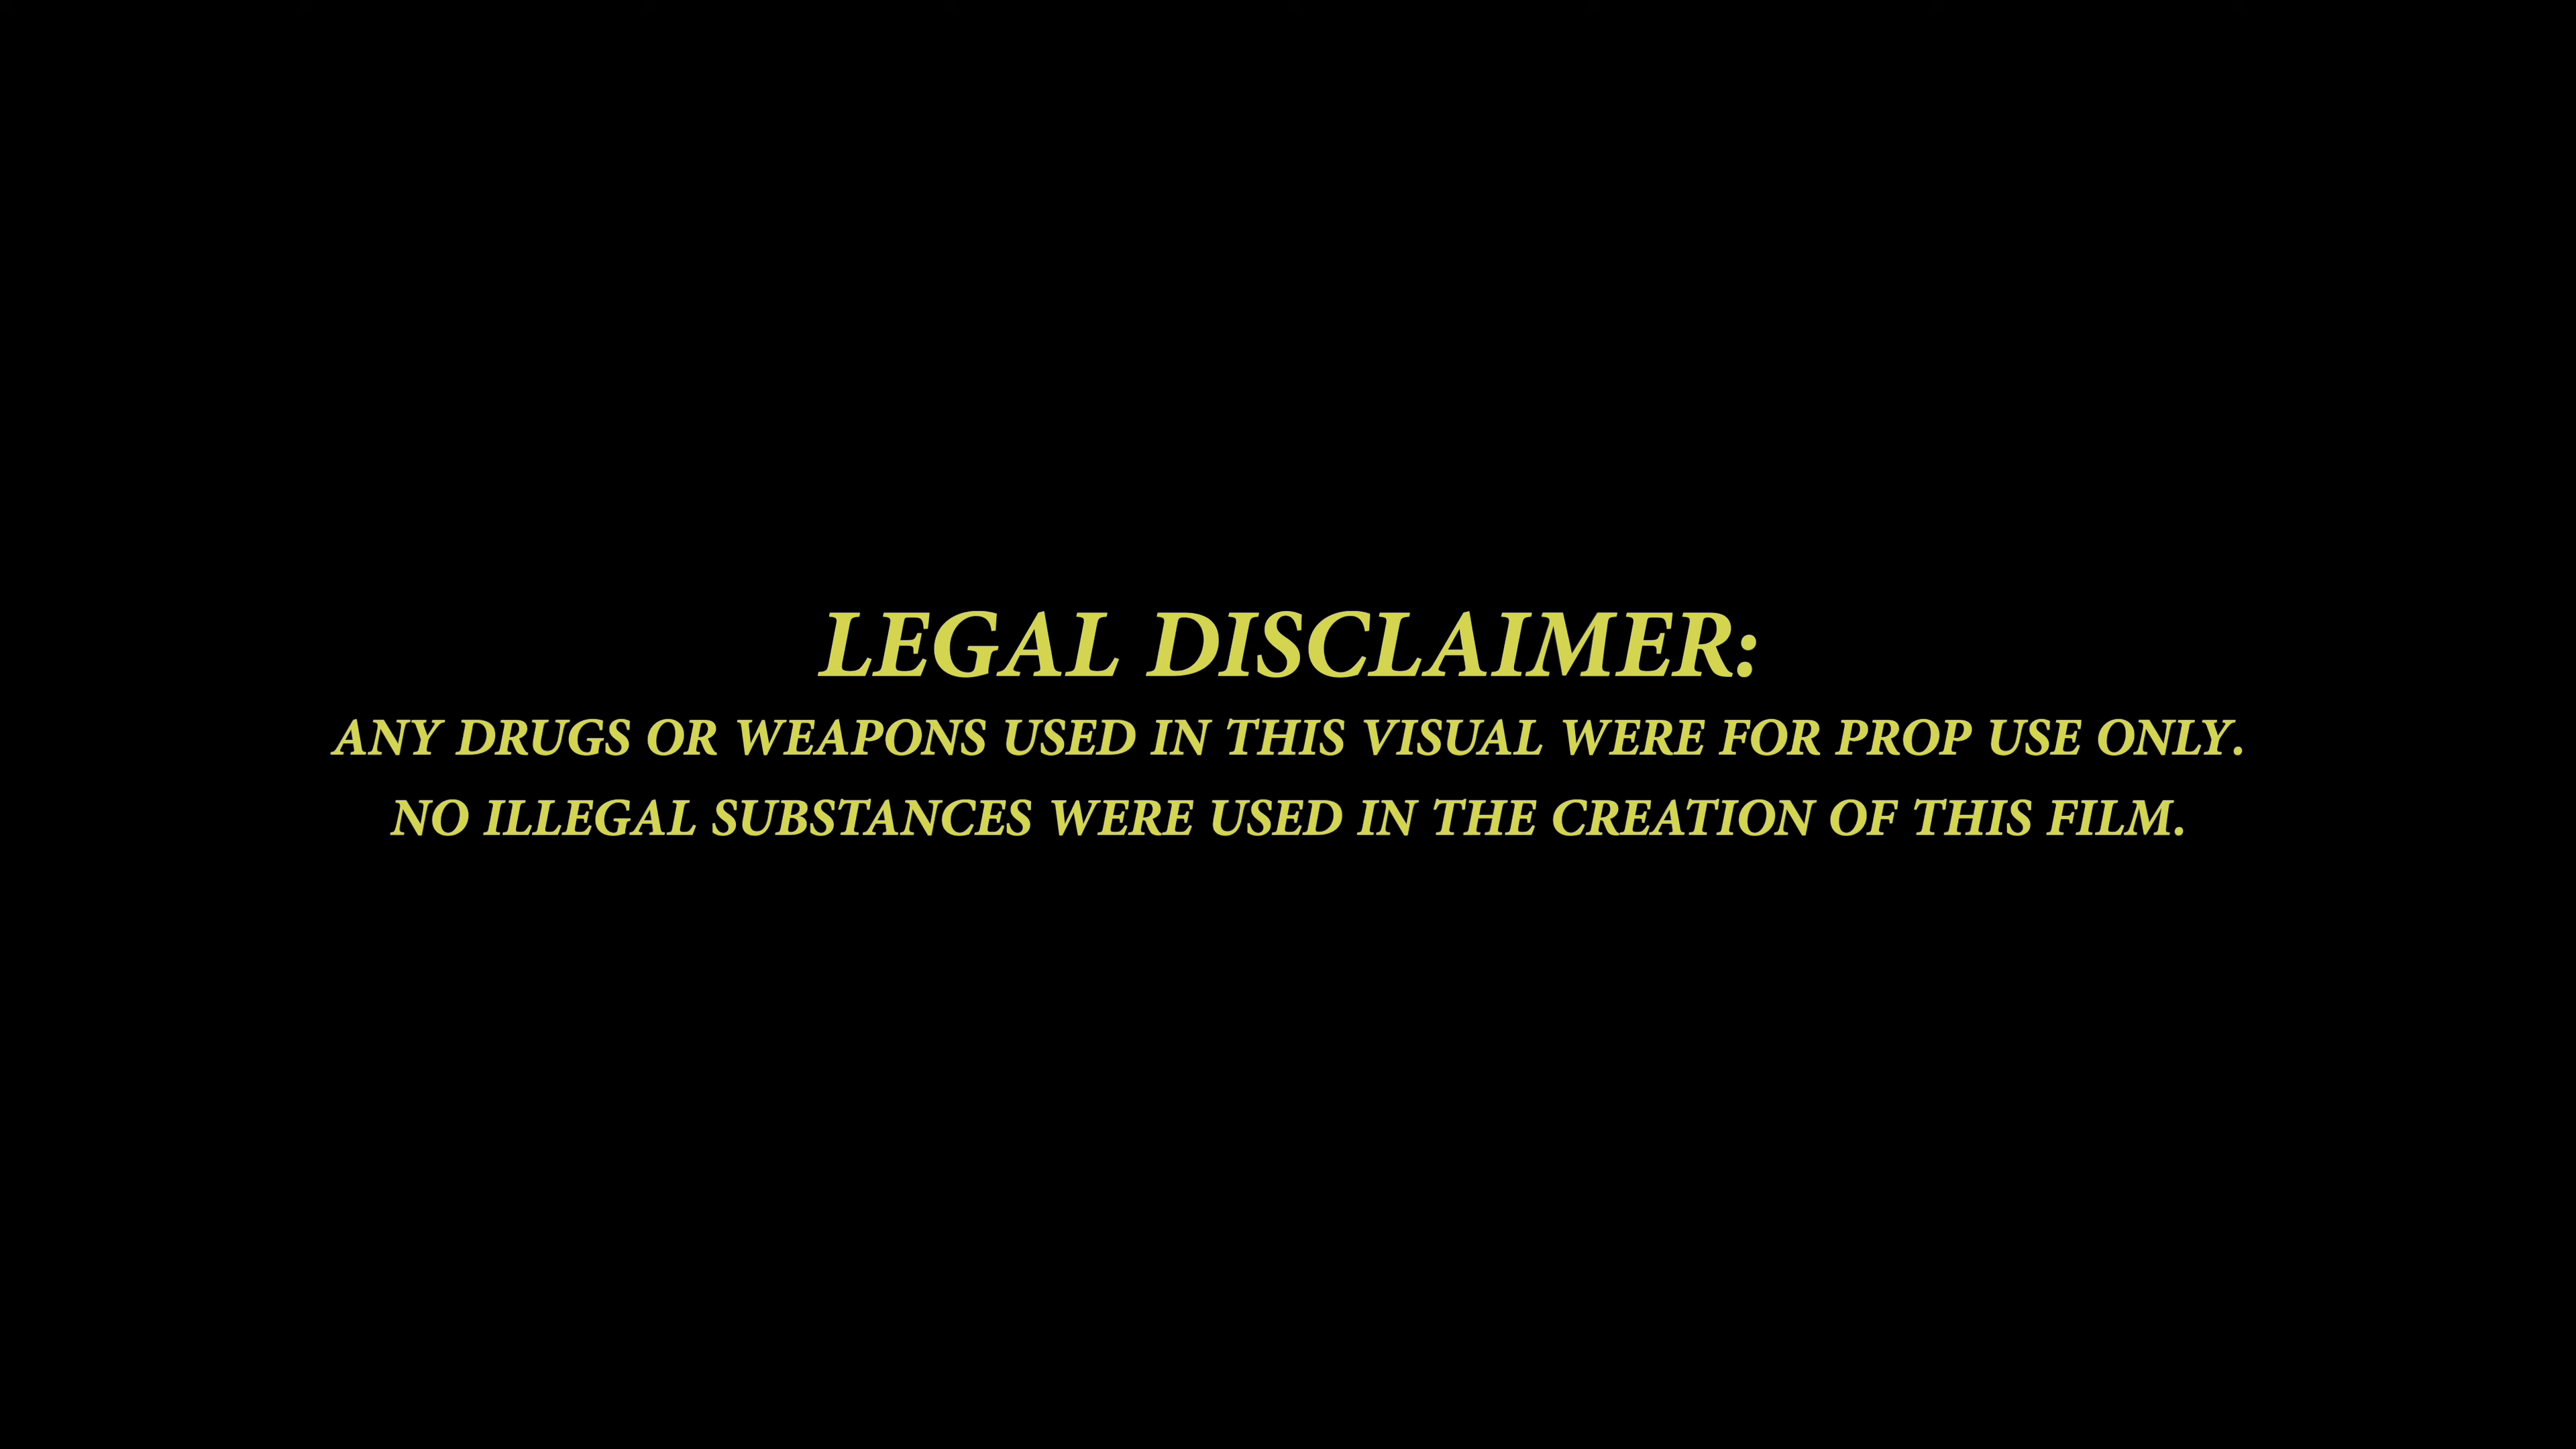 LEGAL DISCLAIMER:
ANY DRUGS OR WEAPONS USED IN THIS VISUAL WERE FOR PROP USE ONLY.
NO ILLEGAL SUBSTANCES WERE USED IN THE CREATION OF THIS FILM.